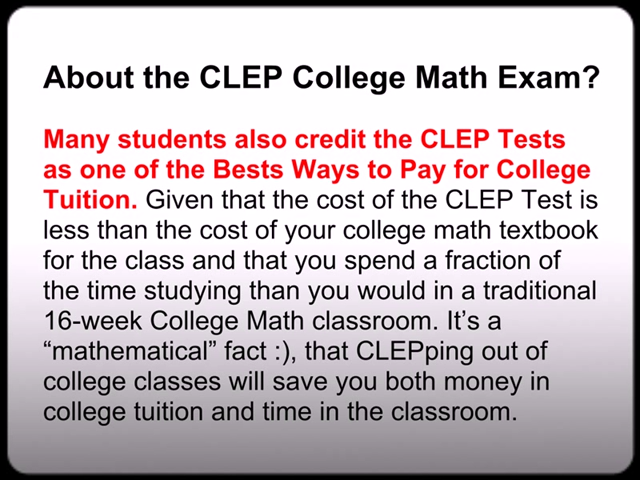 About the CLEP College Math Exam?
Many students also credit the CLEP Tests
as one of the Bests Ways to Pay for College
Tuition. Given that the cost of the CLEP Test is
less than the cost of your college math textbook
for the class and that you spend a fraction of
the time studying than you would in a traditional
16-week College Math classroom. It’s a
“mathematical” fact :), that CLEPping out of
college classes will save you both money in
college tuition and time in the classroom.